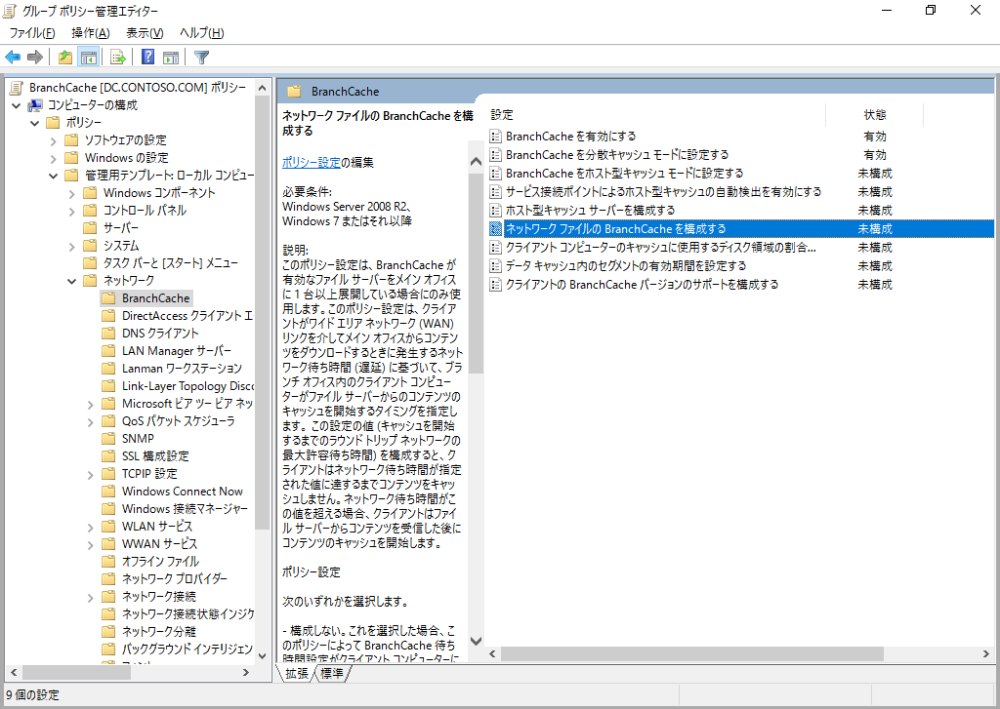 グループ ポリシー管理エディター
ファイル(F) 操作(A) 表示(V) ヘルプ(H)
BranchCache [DC.CONTOSO.COM] ポリシー
コンピューターの構成
ポリシー
ソフトウェアの設定
Windows の設定
管理用テンプレート: ローカル コンピュー
Windows コンポーネント
コントロール パネル
サーバー
システム
タスク バーと [スタート] メニュー
ネットワーク
BranchCache
DirectAccess クライアント エ
DNS クライアント
LAN Manager サーバー
Lanman ワークステーション
Link-Layer Topology Disc
Microsoft ピア ツー ピア ネッ
QoS パケット スケジューラ
SNMP
SSL 構成設定
TCPIP 設定
Windows Connect Now
Windows 接続マネージャー
WLAN サービス
WWAN サービス
オフライン ファイル
ネットワーク プロバイダー
ネットワーク接続
ネットワーク接続状態インジケ
ネットワーク分離
バックグラウンド インテリジェン
BranchCache
ネットワーク ファイルの BranchCache を構
成する
ポリシー設定の編集
必要条件:
Windows Server 2008 R2、
Windows 7 またはそれ以降
説明:
このポリシー設定は、BranchCache が
有効なファイル サーバーをメイン オフィス
に 1 台以上展開している場合にのみ使
用します。このポリシー設定は、クライア
ントがワイド エリア ネットワーク (WAN)
リンクを介してメイン オフィスからコンテン
ツをダウンロードするときに発生するネット
ワーク待ち時間 (遅延) に基づいて、ブラ
ンチ オフィス内のクライアント コンピュー
ターがファイル サーバーからのコンテンツの
キャッシュを開始するタイミングを指定し
ます。この設定の値 (キャッシュを開始
するまでのラウンド トリップ ネットワークの
最大許容待ち時間) を構成すると、ク
ライアントはネットワーク待ち時間が指定
された値に達するまでコンテンツをキャッ
シュしません。ネットワーク待ち時間がこ
の値を超える場合、クライアントはファイ
ル サーバーからコンテンツを受信した後に
コンテンツのキャッシュを開始します。
ポリシー設定
次のいずれかを選択します。
- 構成しない。これを選択した場合、こ
のポリシーによって BranchCache 待ち
時間設定がクライアント コンピューターに
設定 状態
BranchCache を有効にする 有効
BranchCache を分散キャッシュ モードに設定する 有効
BranchCache をホスト型キャッシュ モードに設定する 未構成
サービス接続ポイントによるホスト型キャッシュの自動検出を有効にする 未構成
ホスト型キャッシュ サーバーを構成する 未構成
ネットワーク ファイルの BranchCache を構成する 未構成
クライアント コンピューターのキャッシュに使用するディスク領域の割合... 未構成
データ キャッシュ内のセグメントの有効期間を設定する 未構成
クライアントの BranchCache バージョンのサポートを構成する 未構成
拡張 標準
9 個の設定